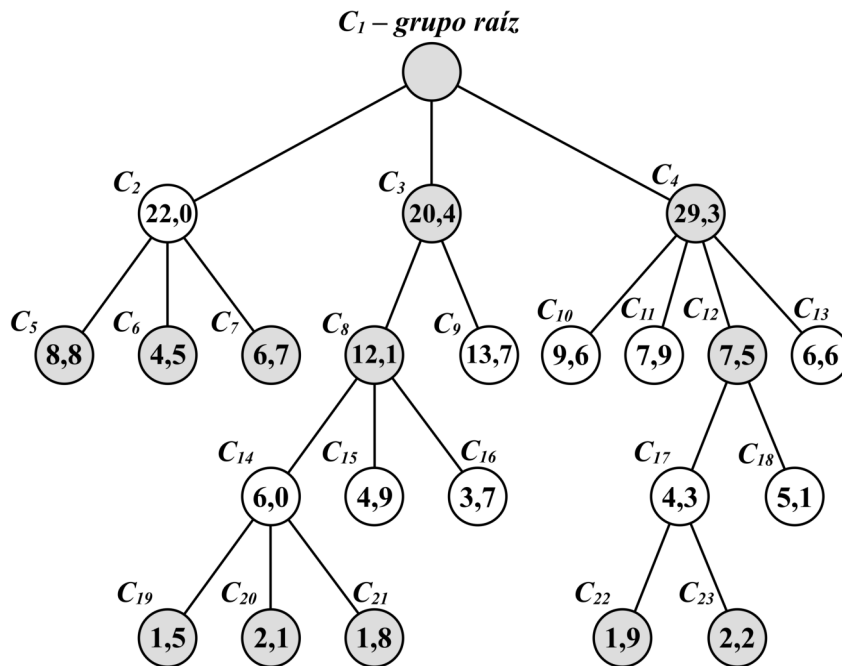 C₁ – grupo raíz
C₂ C₃ C₄
22,0 20,4 29,3
C₅ C₆ C₇ C₈ C₉ C₁₀ C₁₁ C₁₂ C₁₃
8,8 4,5 6,7 12,1 13,7 9,6 7,9 7,5 6,6
C₁₄ C₁₅ C₁₆ C₁₇ C₁₈
6,0 4,9 3,7 4,3 5,1
C₁₉ C₂₀ C₂₁ C₂₂ C₂₃
1,5 2,1 1,8 1,9 2,2